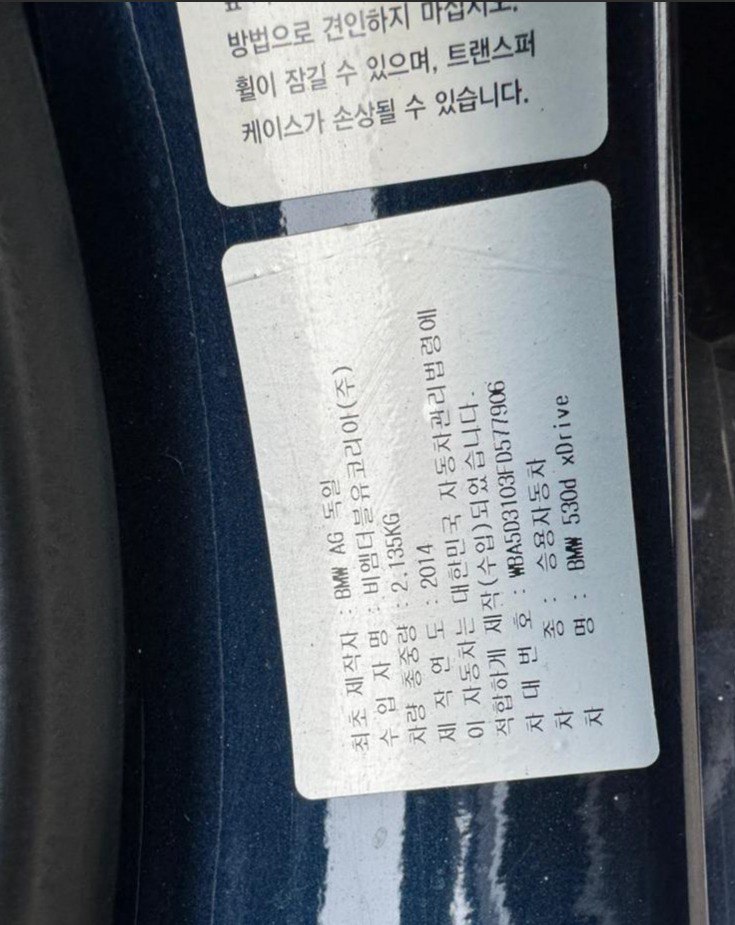 방법으로 견인하지 마십시오.
휠이 잠길 수 있으며, 트랜스퍼
케이스가 손상될 수 있습니다.
최초 제작자 : BMW AG 독일
수 입 자 명 : 비엠더블유코리아(주)
차량 총중량 : 2,135KG
제 작 연 도 : 2014
이 자동차는 대한민국 자동차관리법령에
적합하게 제작(수입)되었습니다.
차 대 번 호 : WBA5D3103FD577906
차 종 : 승용자동차
차 명 : BMW 530d xDrive